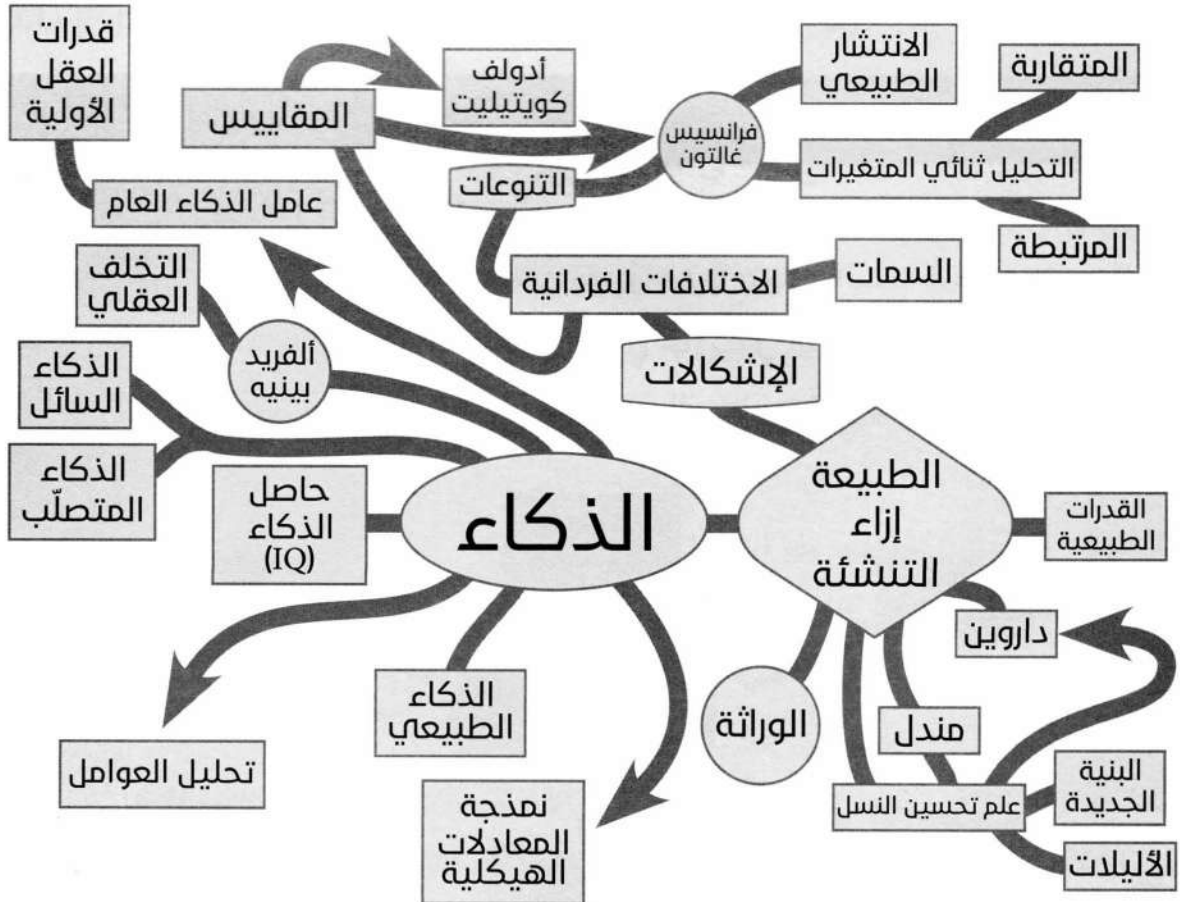 قدرات
العقل
الأولية
المقاييس
أدولف
كويتيليت
الانتشار
الطبيعي
المتقاربة
فرانسيس
غالتون
التحليل ثنائي المتغيرات
التنوعات
عامل الذكاء العام
المرتبطة
السمات
الاختلافات الفردانية
التخلف
العقلي
ألفريد
بينيه
الإشكالات
الذكاء
السائل
الذكاء
المتصلّب
حاصل
الذكاء
(IQ)
الذكاء
الطبيعة
إزاء
التنشئة
القدرات
الطبيعية
داروين
الوراثة
مندل
الذكاء
الطبيعي
تحليل العوامل
نمذجة
المعادلات
الهيكلية
علم تحسين النسل
البنية
الجديدة
الأليلات